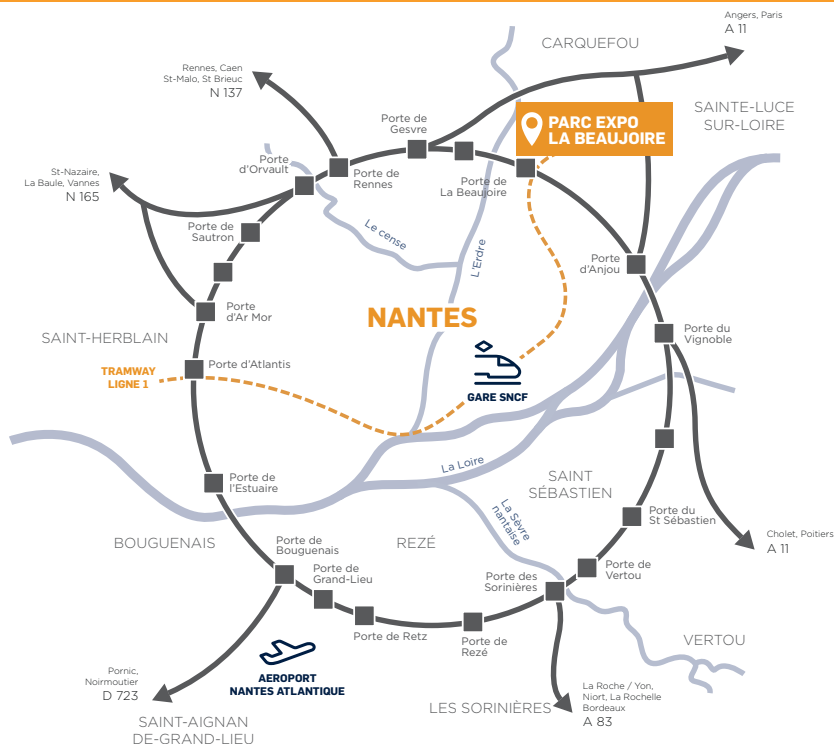 Angers, Paris
A 11
CARQUEFOU
Rennes, Caen
St-Malo, St Brieuc
N 137
SAINTE-LUCE
SUR-LOIRE
PARC EXPO
LA BEAUJOIRE
Porte de
Gesvre
Porte
d'Orvault
Porte de
Rennes
Porte de
La Beaujoire
St-Nazaire,
La Baule, Vannes
N 165
Porte de
Sautron
Le cense
L'Erdre
Porte
d'Anjou
Porte
d'Ar Mor
NANTES
Porte du
Vignoble
SAINT-HERBLAIN
TRAMWAY
LIGNE 1
Porte d'Atlantis
GARE SNCF
La Loire
Porte de
l'Estuaire
SAINT
SÉBASTIEN
La Sèvre
nantaise
Porte du
St Sébastien
Cholet, Poitiers
A 11
BOUGUENAIS
Porte de
Bouguenais
REZÉ
Porte de
Grand-Lieu
Porte des
Sorinières
Porte de
Vertou
Porte de Retz
Porte de
Rezé
VERTOU
Pornic,
Noirmoutier
D 723
AEROPORT
NANTES ATLANTIQUE
La Roche / Yon,
Niort, La Rochelle
Bordeaux
A 83
LES SORINIÈRES
SAINT-AIGNAN
DE-GRAND-LIEU